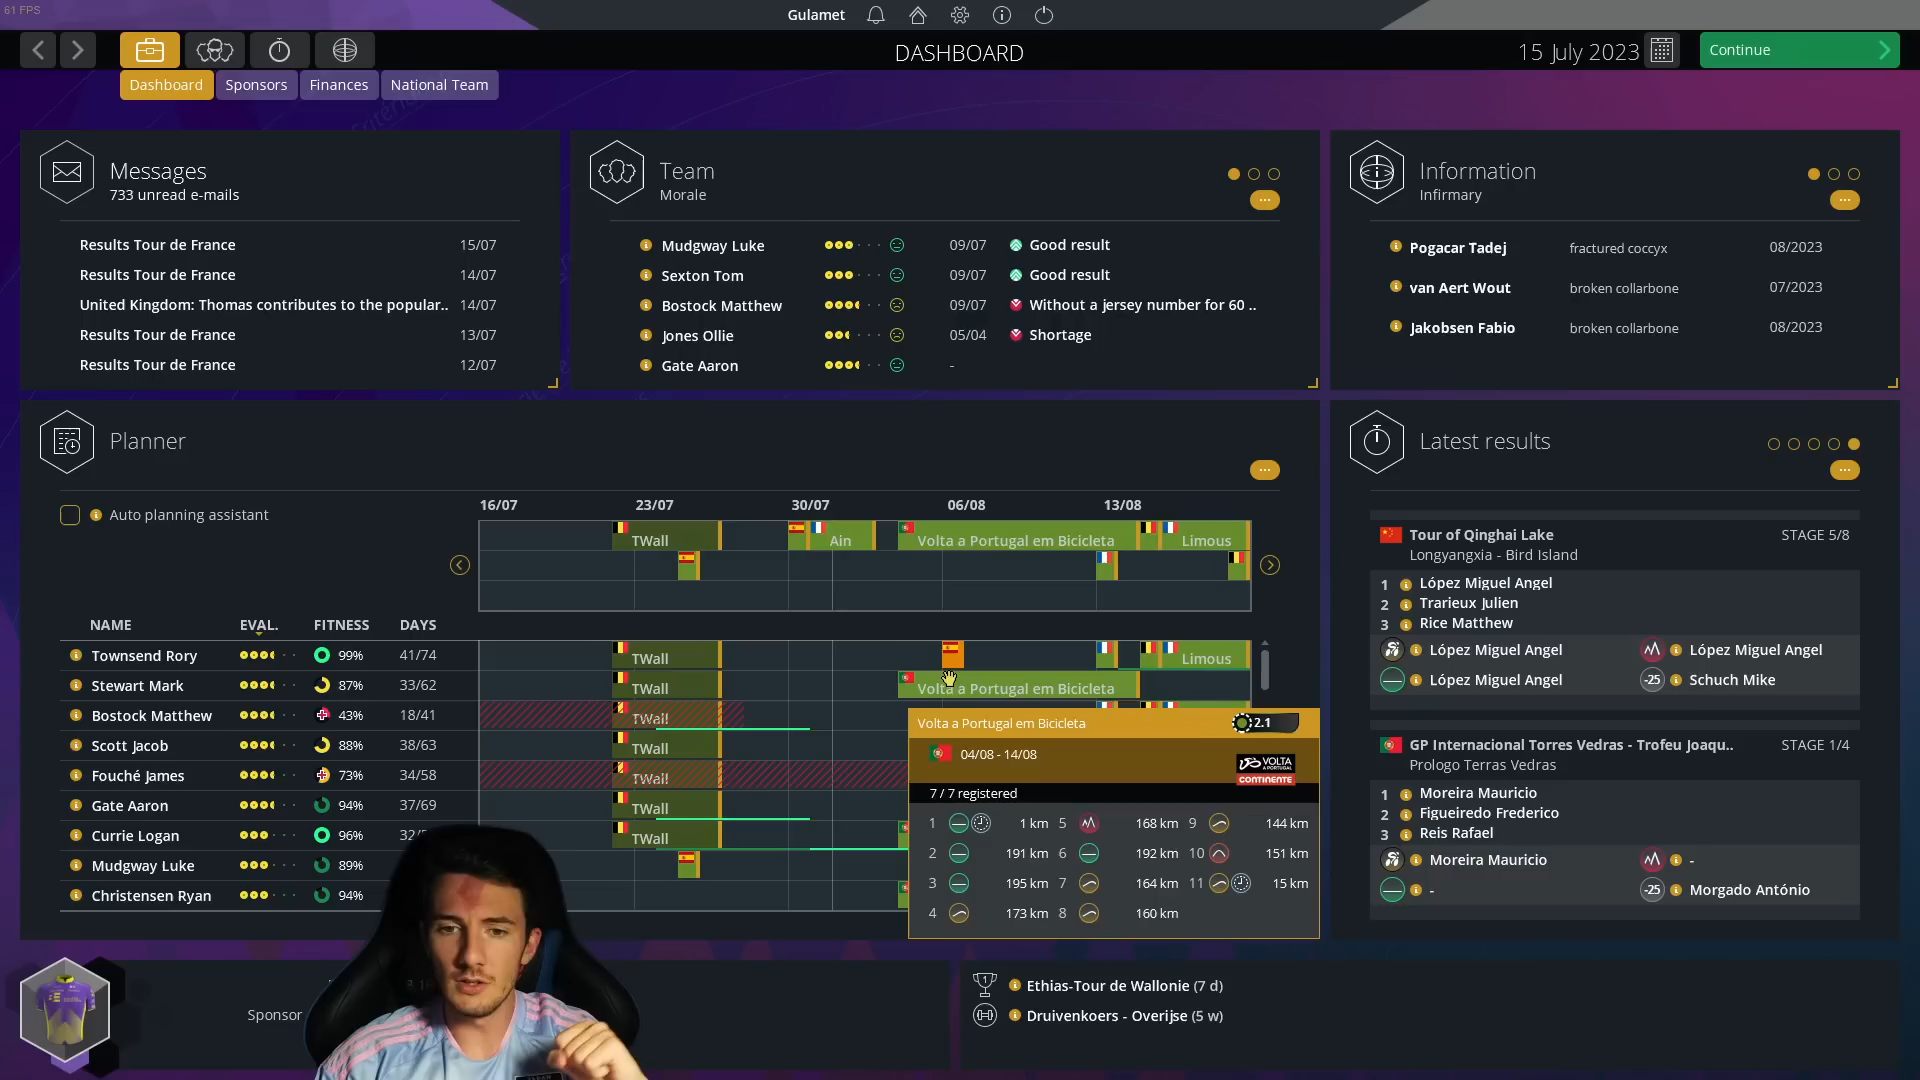 61 FPS
Gulamet
DASHBOARD
15 July 2023
Continue
Dashboard
Sponsors
Finances
National Team
Messages
733 unread e-mails
Results Tour de France 15/07
Results Tour de France 14/07
United Kingdom: Thomas contributes to the popular.. 14/07
Results Tour de France 13/07
Results Tour de France 12/07
Team
Morale
Mudgway Luke 09/07 Good result
Sexton Tom 09/07 Good result
Bostock Matthew 09/07 Without a jersey number for 60 ..
Jones Ollie 05/04 Shortage
Gate Aaron -
Information
Infirmary
Pogacar Tadej fractured coccyx 08/2023
van Aert Wout broken collarbone 07/2023
Jakobsen Fabio broken collarbone 08/2023
Planner
Auto planning assistant
16/07 23/07 30/07 06/08 13/08
TWall Ain Volta a Portugal em Bicicleta Limous
NAME EVAL. FITNESS DAYS
Townsend Rory 99% 41/74 TWall Limous
Stewart Mark 87% 33/62 TWall Volta a Portugal em Bicicleta
Bostock Matthew 43% 18/41 TWall
Scott Jacob 88% 38/63 TWall
Fouché James 73% 34/58 TWall
Gate Aaron 94% 37/69 TWall
Currie Logan 96% TWall
Mudgway Luke 89%
Christensen Ryan 94%
Volta a Portugal em Bicicleta 2.1
04/08 - 14/08
VOLTA
A PORTUGAL
CONTINENTE
7 / 7 registered
1 1 km 5 168 km 9 144 km
2 191 km 6 192 km 10 151 km
3 195 km 7 164 km 11 15 km
4 173 km 8 160 km
Latest results
Tour of Qinghai Lake STAGE 5/8
Longyangxia - Bird Island
1 López Miguel Angel
2 Trarieux Julien
3 Rice Matthew
López Miguel Angel López Miguel Angel
López Miguel Angel -25 Schuch Mike
GP Internacional Torres Vedras - Trofeu Joaqu.. STAGE 1/4
Prologo Terras Vedras
1 Moreira Mauricio
2 Figueiredo Frederico
3 Reis Rafael
Moreira Mauricio -
- -25 Morgado António
Sponsor
Ethias-Tour de Wallonie (7 d)
Druivenkoers - Overijse (5 w)